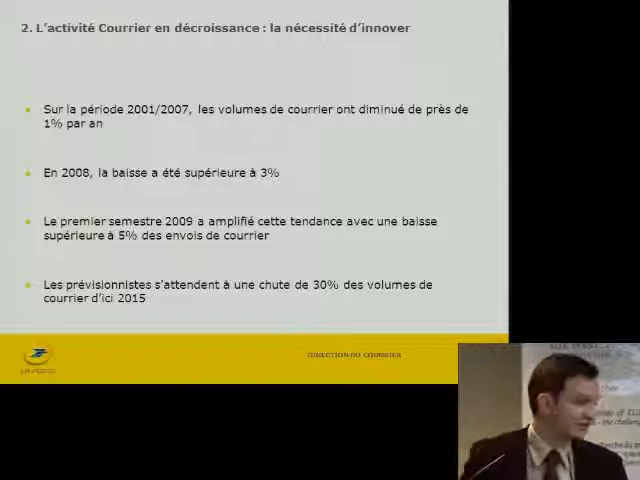 2. L'activité Courrier en décroissance : la nécessité d'innover
Sur la période 2001/2007, les volumes de courrier ont diminué de près de
1% par an
En 2008, la baisse a été supérieure à 3%
Le premier semestre 2009 a amplifié cette tendance avec une baisse
supérieure à 5% des envois de courrier
Les prévisionnistes s'attendent à une chute de 30% des volumes de
courrier d'ici 2015
LA POSTE
DIRECTION DU COURRIER